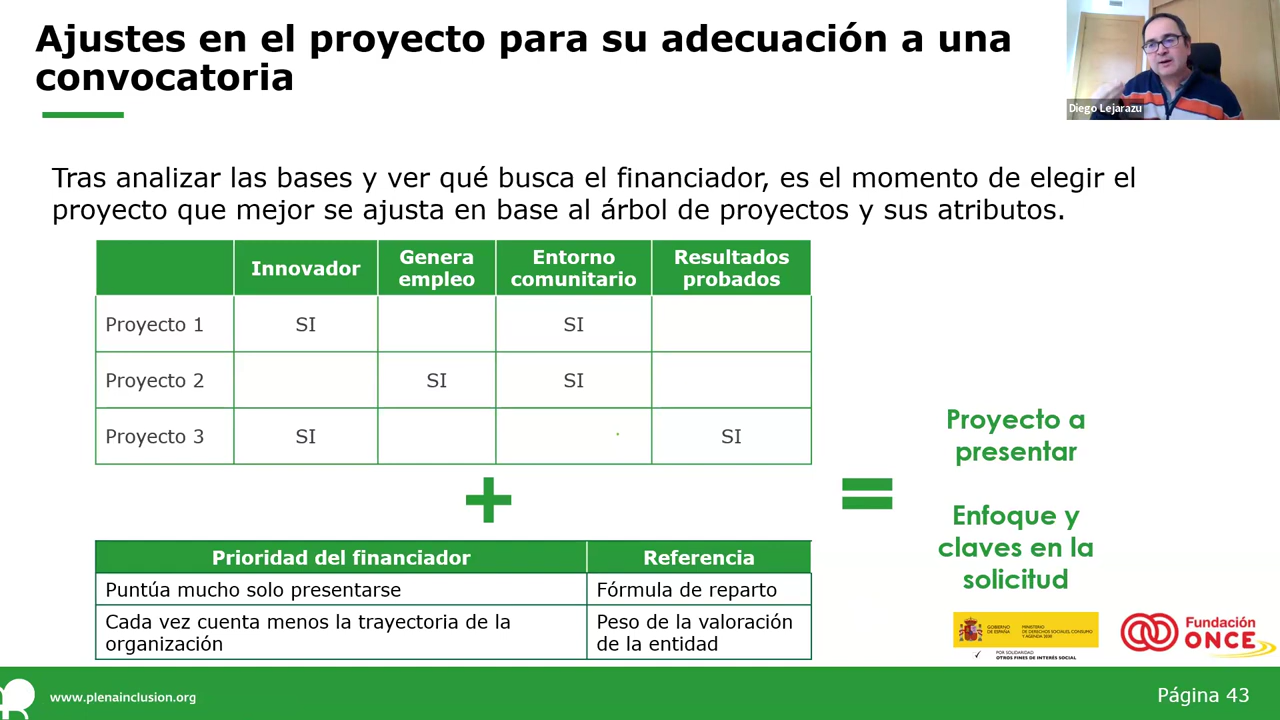 Ajustes en el proyecto para su adecuación a una
convocatoria
Diego Lejarazu
Tras analizar las bases y ver qué busca el financiador, es el momento de elegir el
proyecto que mejor se ajusta en base al árbol de proyectos y sus atributos.
Innovador
Genera
empleo
Entorno
comunitario
Resultados
probados
Proyecto 1 SI SI
Proyecto 2 SI SI
Proyecto 3 SI SI
+
=
Proyecto a
presentar
Enfoque y
claves en la
solicitud
Prioridad del financiador Referencia
Puntúa mucho solo presentarse Fórmula de reparto
Cada vez cuenta menos la trayectoria de la
organización
Peso de la valoración
de la entidad
GOBIERNO
DE ESPAÑA
MINISTERIO
DE DERECHOS SOCIALES, CONSUMO
Y AGENDA 2030
POR SOLIDARIDAD
OTROS FINES DE INTERÉS SOCIAL
Fundación
ONCE
www.plenainclusion.org
Página 43